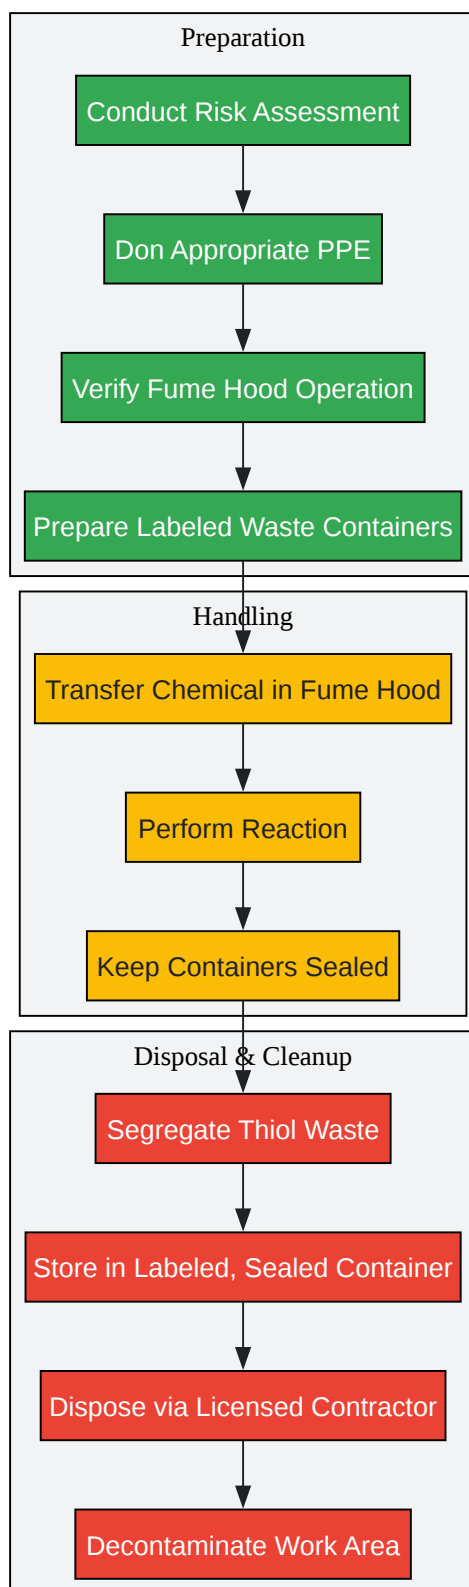 Preparation
Conduct Risk Assessment
Don Appropriate PPE
Verify Fume Hood Operation
Prepare Labeled Waste Containers
Handling
Transfer Chemical in Fume Hood
Perform Reaction
Keep Containers Sealed
Disposal & Cleanup
Segregate Thiol Waste
Store in Labeled, Sealed Container
Dispose via Licensed Contractor
Decontaminate Work Area